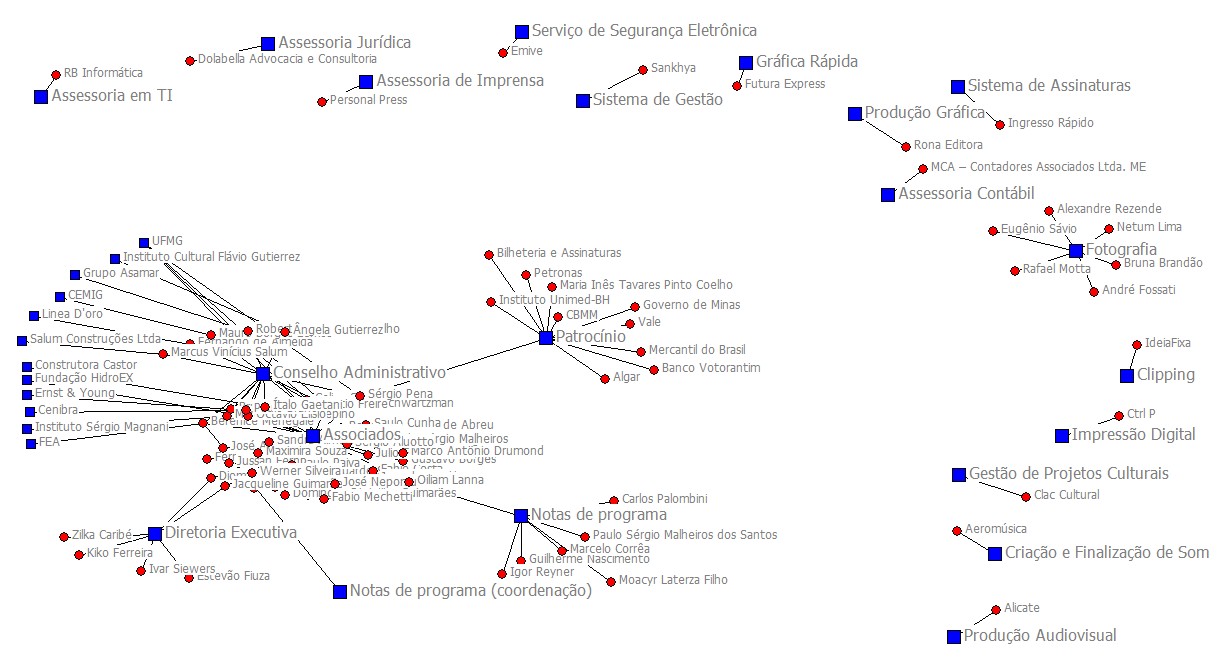 Serviço de Segurança Eletrônica
Assessoria Jurídica
Emive
Dolabella Advocacia e Consultoria
Gráfica Rápida
Sankhya
RB Informática
Assessoria de Imprensa
Futura Express
Sistema de Assinaturas
Assessoria em TI
Personal Press
Sistema de Gestão
Produção Gráfica
Ingresso Rápido
Rona Editora
MCA – Contadores Associados Ltda. ME
Assessoria Contábil
Alexandre Rezende
Eugênio Sávio
Netum Lima
Fotografia
Bruna Brandão
Rafael Motta
André Fossati
UFMG
Instituto Cultural Flávio Gutierrez
Grupo Asamar
CEMIG
Linea D'oro
Salum Construções Ltda
Construtora Castor
Fundação HidroEX
Ernst & Young
Cenibra
Instituto Sérgio Magnani
FEA
Bilheteria e Assinaturas
Petronas
Maria Inês Tavares Pinto Coelho
Instituto Unimed-BH
CBMM
Governo de Minas
Vale
Patrocínio
Mercantil do Brasil
Banco Votorantim
Algar
Ângela Gutierrez
Fernando de Almeida
Marcus Vinícius Salum
Conselho Administrativo
Sérgio Pena
Ítalo Gaetani
Freire
Berenice Menegale
Saulo Cunha de Abreu
Associados
Marco Antônio Drumond
Maximira Souza
Werner Silveira
Jacqueline Guimarães
José Nepomuceno
Oiliam Lanna
Fabio Mechetti
IdeiaFixa
Clipping
Ctrl P
Impressão Digital
Gestão de Projetos Culturais
Clac Cultural
Aeromúsica
Criação e Finalização de Som
Alicate
Produção Audiovisual
Carlos Palombini
Notas de programa
Paulo Sérgio Malheiros dos Santos
Marcelo Corrêa
Guilherme Nascimento
Igor Reyner
Moacyr Laterza Filho
Zilka Caribé
Diretoria Executiva
Kiko Ferreira
Ivar Siewers
Estevão Fiuza
Notas de programa (coordenação)